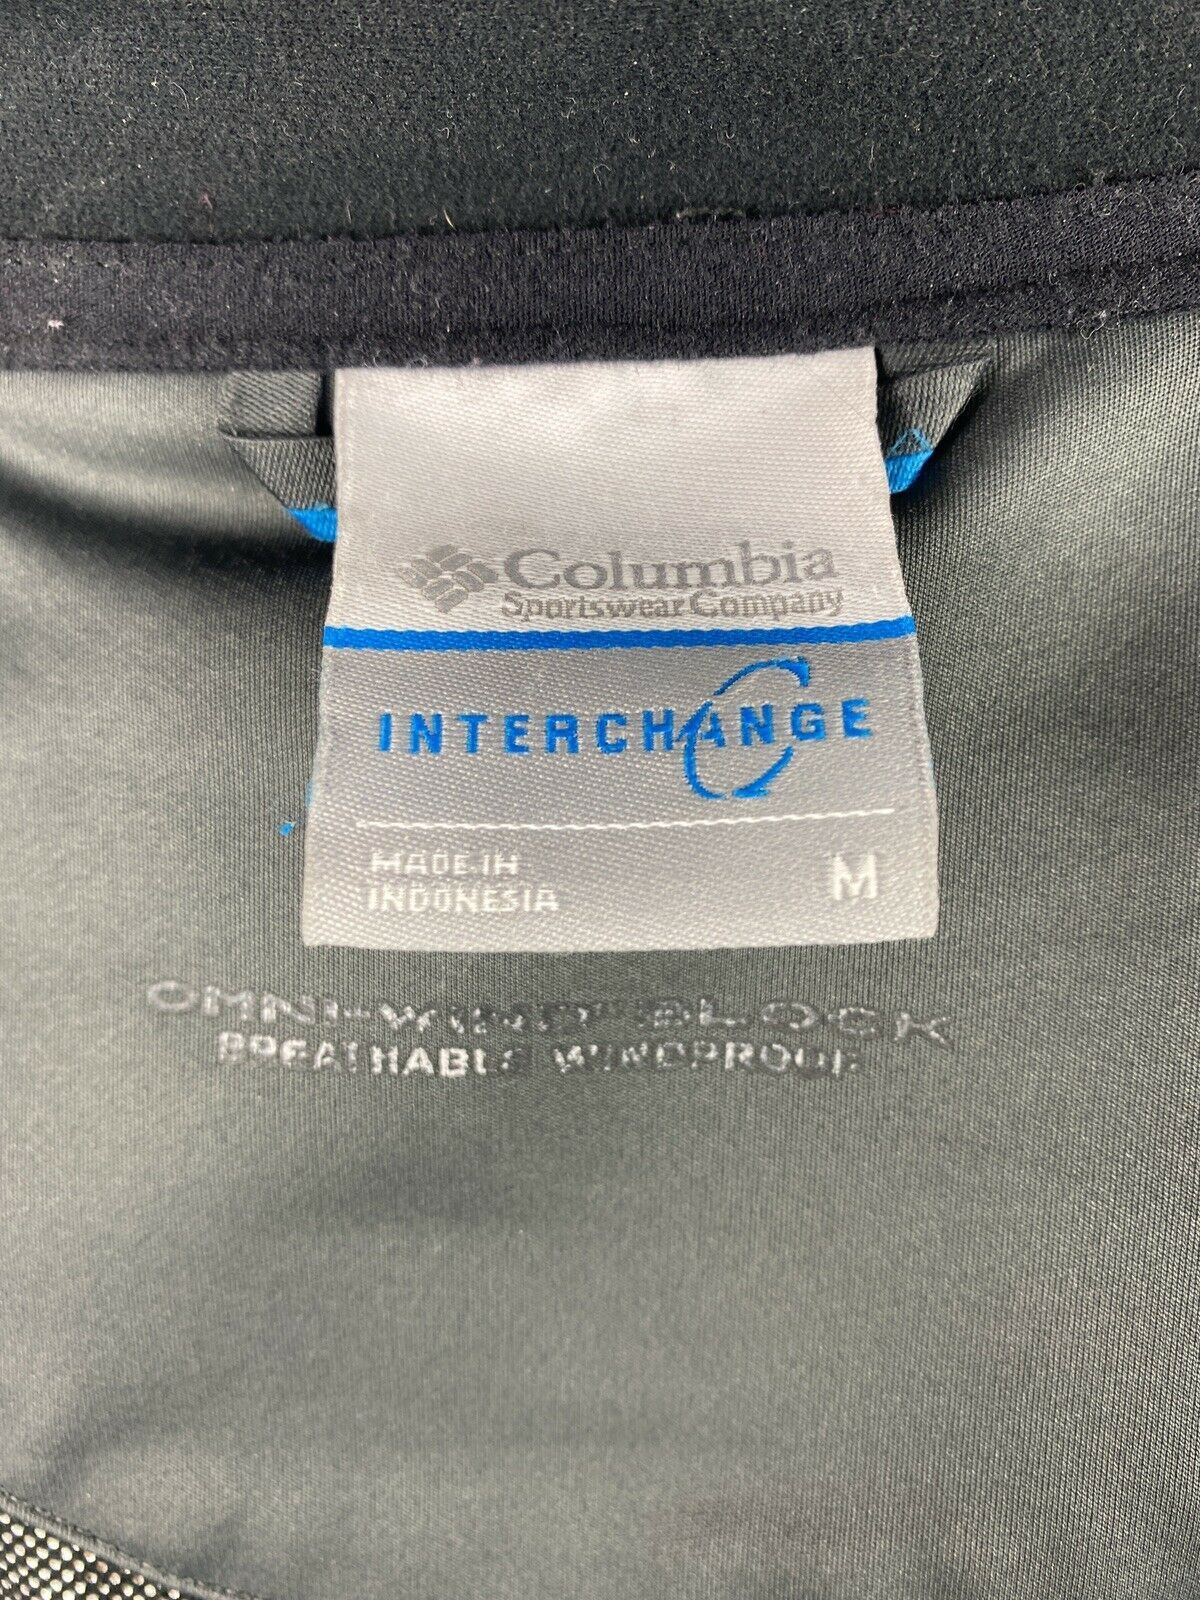 Columbia
Sportswear Company
INTERCHANGE
MADE IN
INDONESIA
M
OMNI-WIND BLOCK
BREATHABLE WINDPROOF